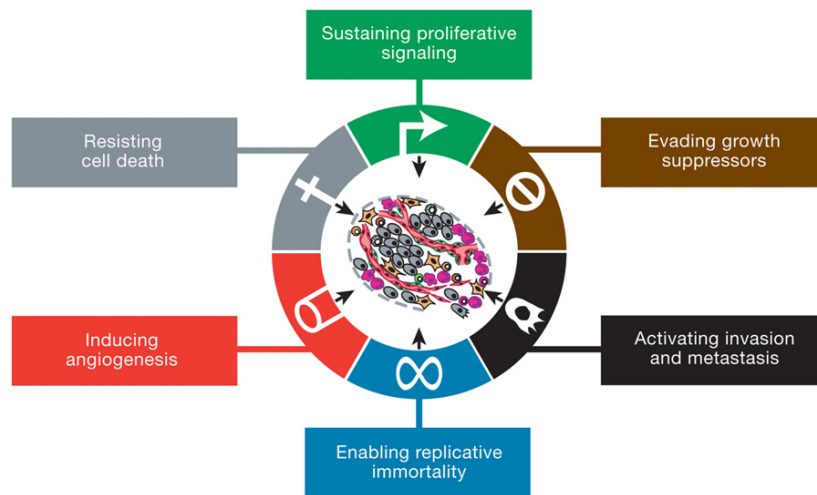 Sustaining proliferative
signaling
Resisting
cell death
Evading growth
suppressors
Inducing
angiogenesis
Activating invasion
and metastasis
Enabling replicative
immortality